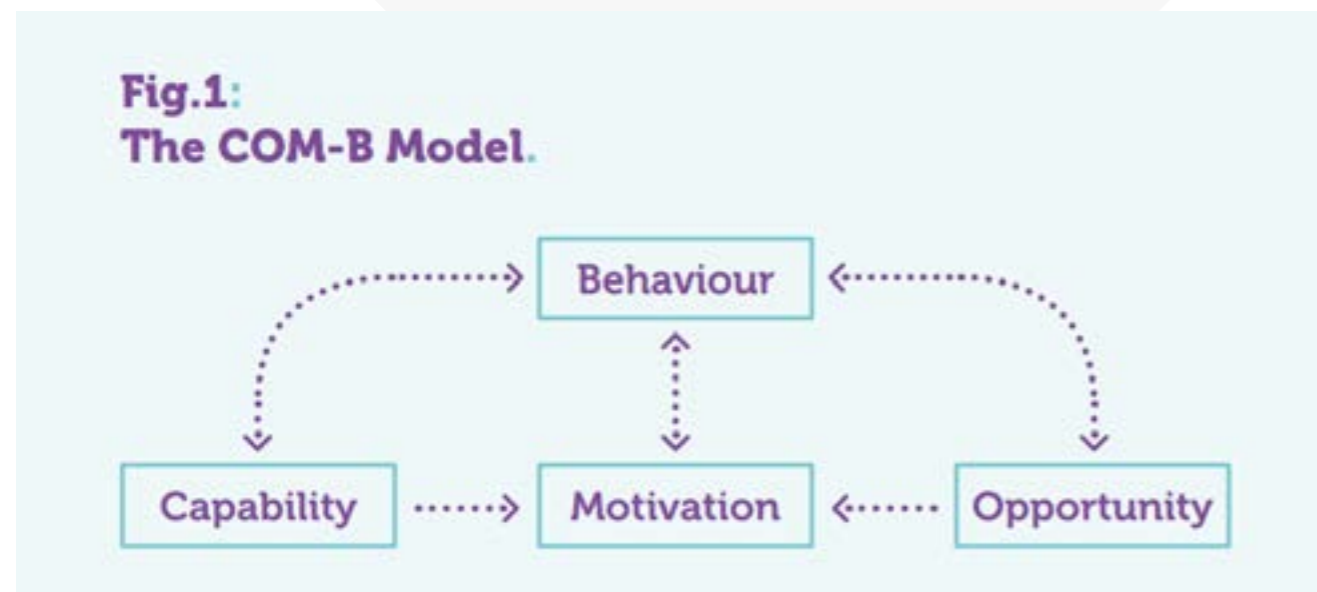 Fig.1:
The COM-B Model.
Behaviour
Capability
Motivation
Opportunity